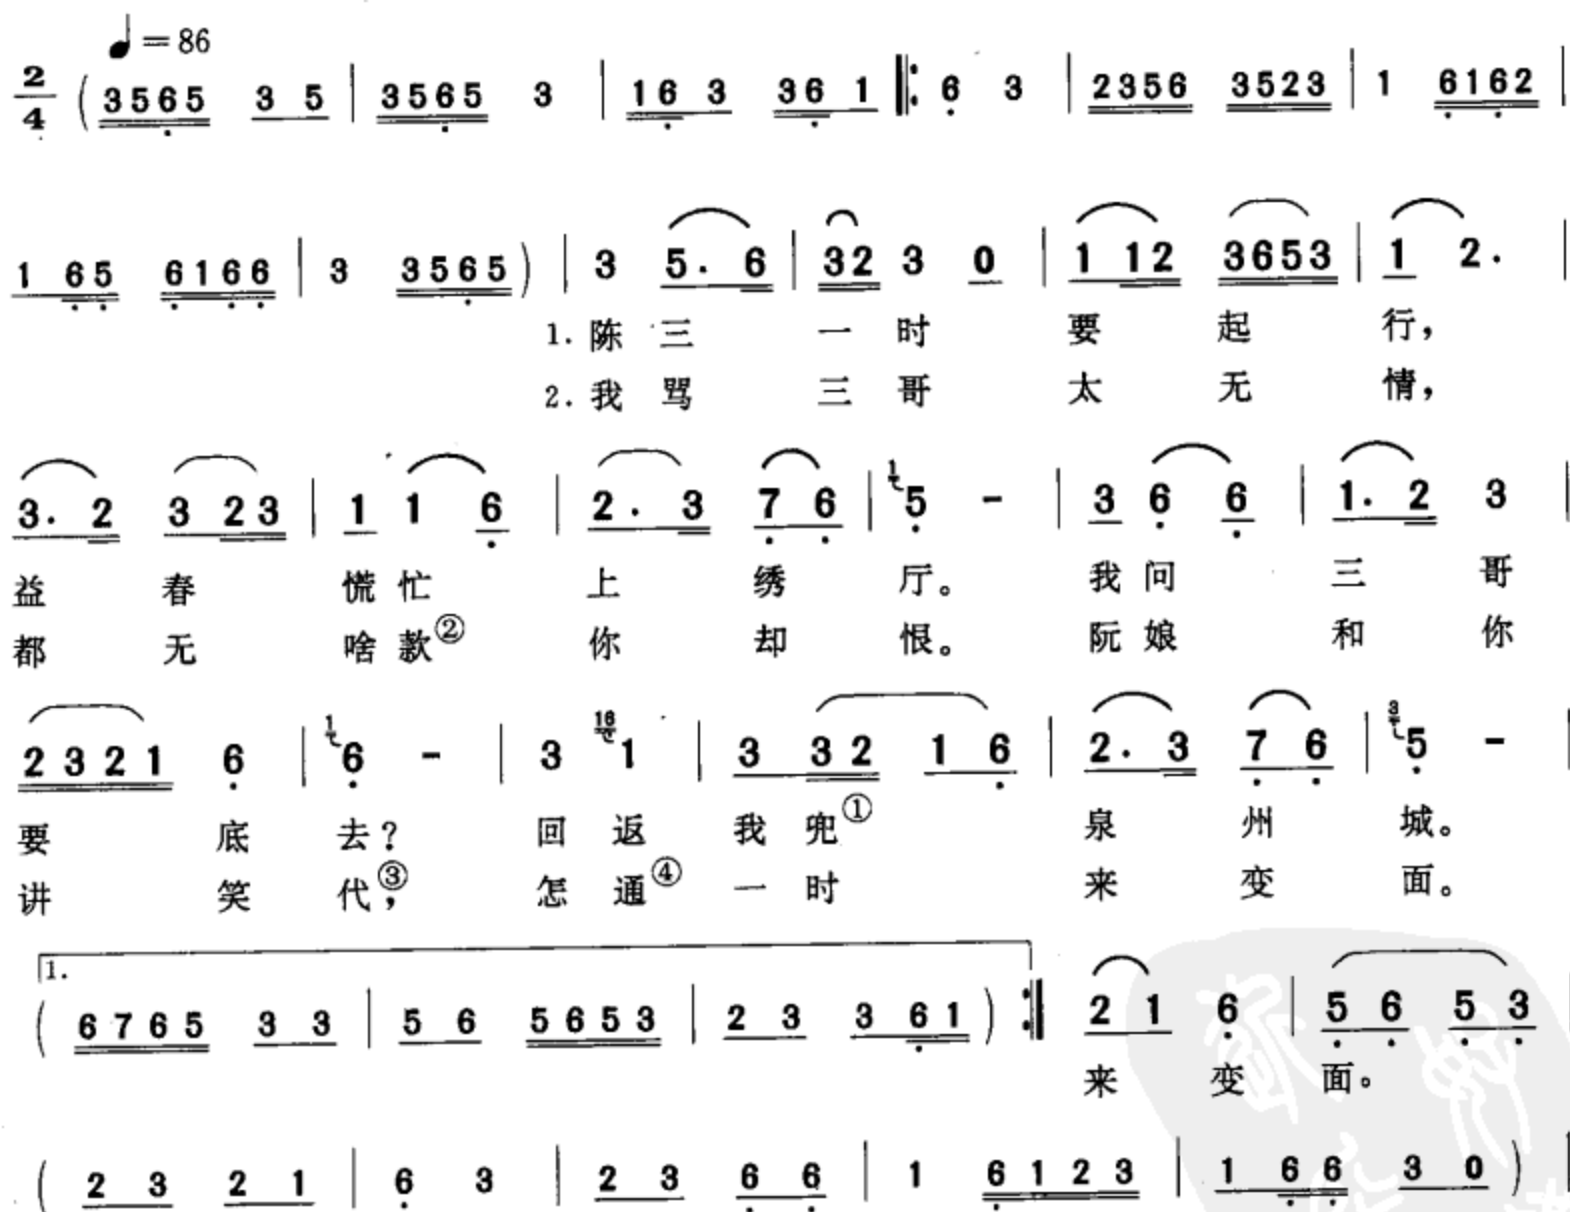 ♩=86
2/4 ( 3565 3 5 | 3565 3 | 16 3 36 1 ‖: 6 3 | 2356 3523 | 1 6162 |
1 65 6166 | 3 3565 ) | 3 5. 6 | 32 3 0 | 1 12 3653 | 1 2. |
1. 陈 三 一 时 要 起 行，
2. 我 骂 三 哥 太 无 情，
3. 2 3 23 | 1 1 6 | 2. 3 7 6 | 1 5 - | 3 6 6 | 1. 2 3 |
益 春 慌 忙 上 绣 厅。 我 问 三 哥
都 无 啥 款② 你 却 恨。 阮 娘 和 你
2321 6 | 1 6 - | 3 16 1 | 3 32 1 6 | 2. 3 7 6 | 3 5 - |
要 底 去？ 回 返 我 兜① 泉 州 城。
讲 笑 代③， 怎 通④ 一 时 来 变 面。
1.
( 6765 3 3 | 5 6 5653 | 2 3 3 61 ) :‖ 2 1 6 | 5 6 5 3 |
来 变 面。
( 2 3 2 1 | 6 3 | 2 3 6 6 | 1 6123 | 1 66 3 0 ) |